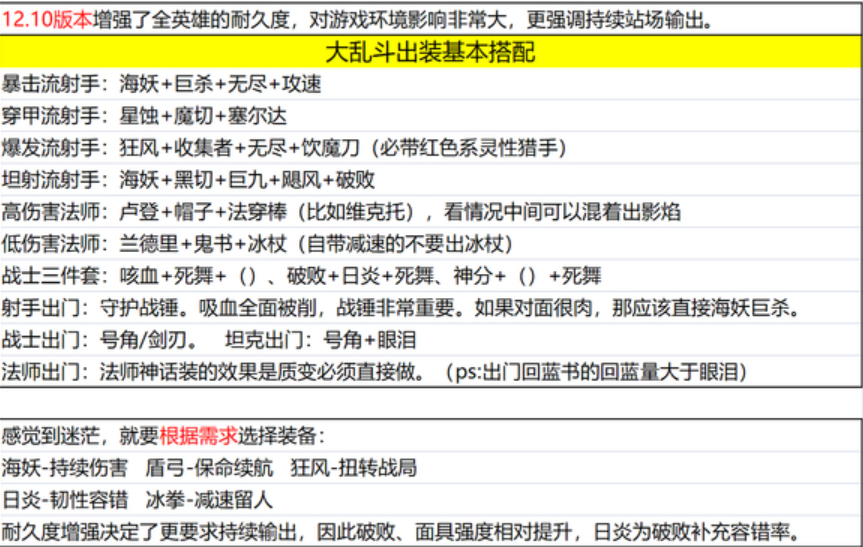 12.10版本增强了全英雄的耐久度，对游戏环境影响非常大，更强调持续站场输出。
大乱斗出装基本搭配
暴击流射手：海妖+巨杀+无尽+攻速
穿甲流射手：星蚀+魔切+塞尔达
爆发流射手：狂风+收集者+无尽+饮魔刀（必带红色系灵性猎手）
坦射流射手：海妖+黑切+巨九+飓风+破败
高伤害法师：卢登+帽子+法穿棒（比如维克托），看情况中间可以混着出影焰
低伤害法师：兰德里+鬼书+冰杖（自带减速的不要出冰杖）
战士三件套：咳血+死舞+（）、破败+日炎+死舞、神分+（）+死舞
射手出门：守护战锤。吸血全面被削，战锤非常重要。如果对面很肉，那应该直接海妖巨杀。
战士出门：号角/剑刃。 坦克出门：号角+眼泪
法师出门：法师神话装的效果是质变必须直接做。（ps:出门回蓝书的回蓝量大于眼泪）
感觉到迷茫，就要根据需求选择装备：
海妖-持续伤害 盾弓-保命续航 狂风-扭转战局
日炎-韧性容错 冰拳-减速留人
耐久度增强决定了更要求持续输出，因此破败、面具强度相对提升，日炎为破败补充容错率。